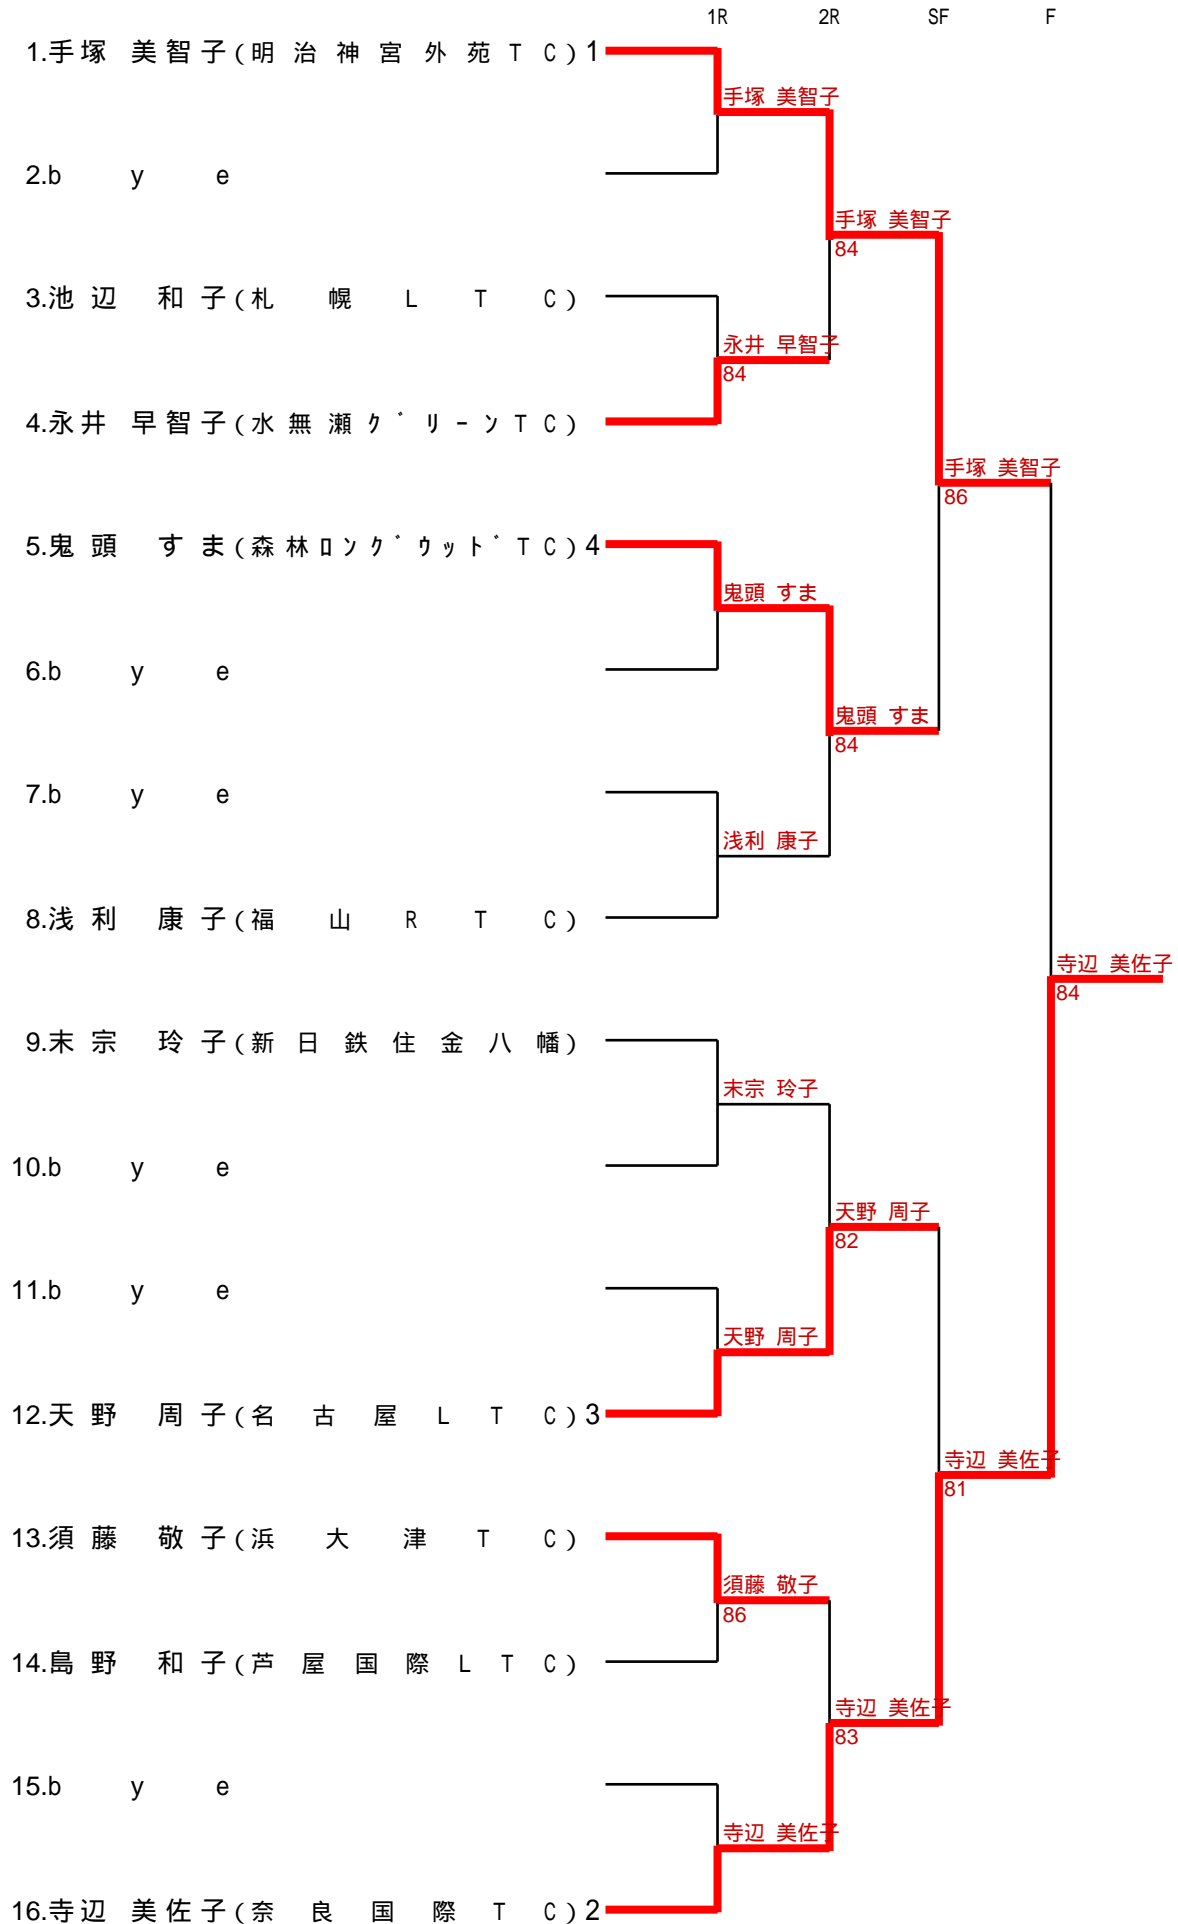 1R 2R SF F
1.手塚 美智子(明治神宮外苑TC)1
手塚 美智子
2.bye
手塚 美智子
84
3.池辺 和子(札幌LTC)
永井 早智子
84
4.永井 早智子(水無瀬グリーンTC)
手塚 美智子
86
5.鬼頭 すま(森林ロングウッドTC)4
鬼頭 すま
6.bye
鬼頭 すま
84
7.bye
浅利 康子
8.浅利 康子(福山RTC)
寺辺 美佐子
84
9.末宗 玲子(新日鉄住金八幡)
末宗 玲子
10.bye
天野 周子
82
11.bye
天野 周子
12.天野 周子(名古屋LTC)3
寺辺 美佐子
81
13.須藤 敬子(浜大津TC)
須藤 敬子
86
14.島野 和子(芦屋国際LTC)
寺辺 美佐子
83
15.bye
寺辺 美佐子
16.寺辺 美佐子(奈良国際TC)2